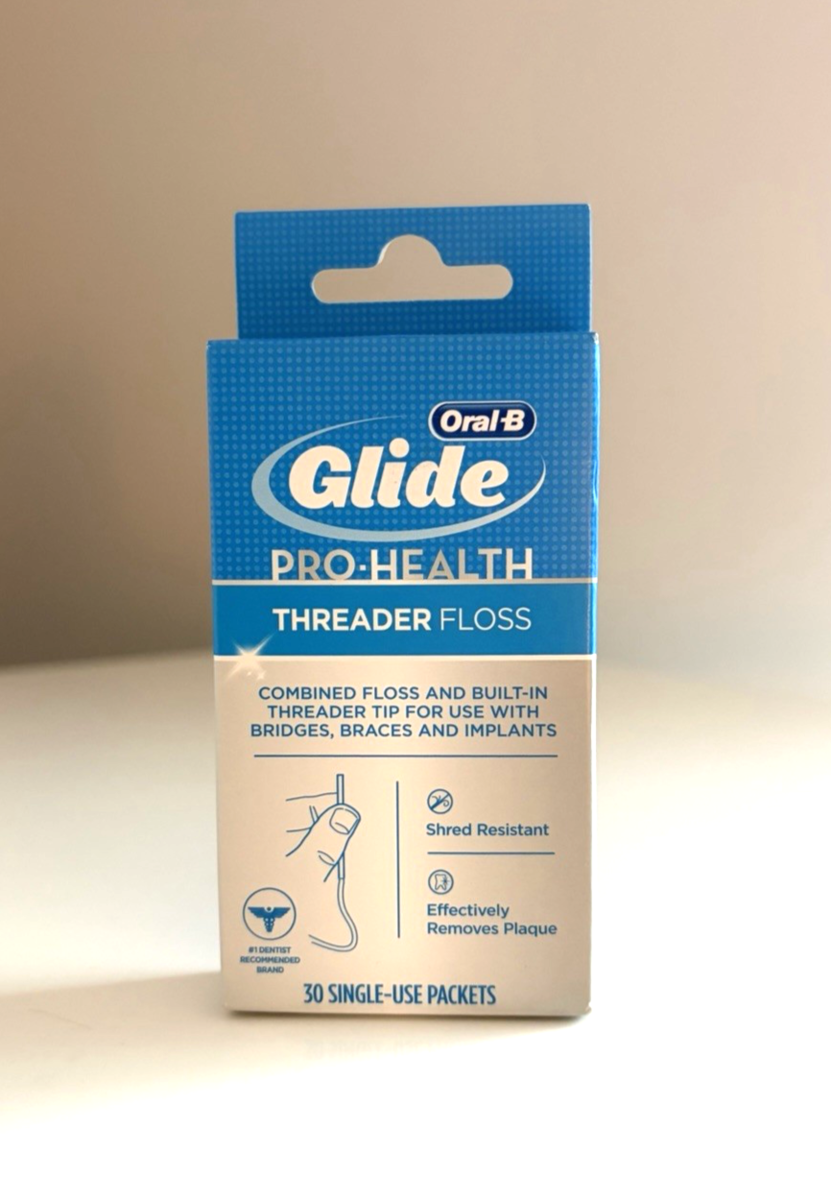 Oral-B
Glide
PRO-HEALTH
THREADER FLOSS
COMBINED FLOSS AND BUILT-IN
THREADER TIP FOR USE WITH
BRIDGES, BRACES AND IMPLANTS
Shred Resistant
Effectively
Removes Plaque
#1 DENTIST
RECOMMENDED
BRAND
30 SINGLE-USE PACKETS